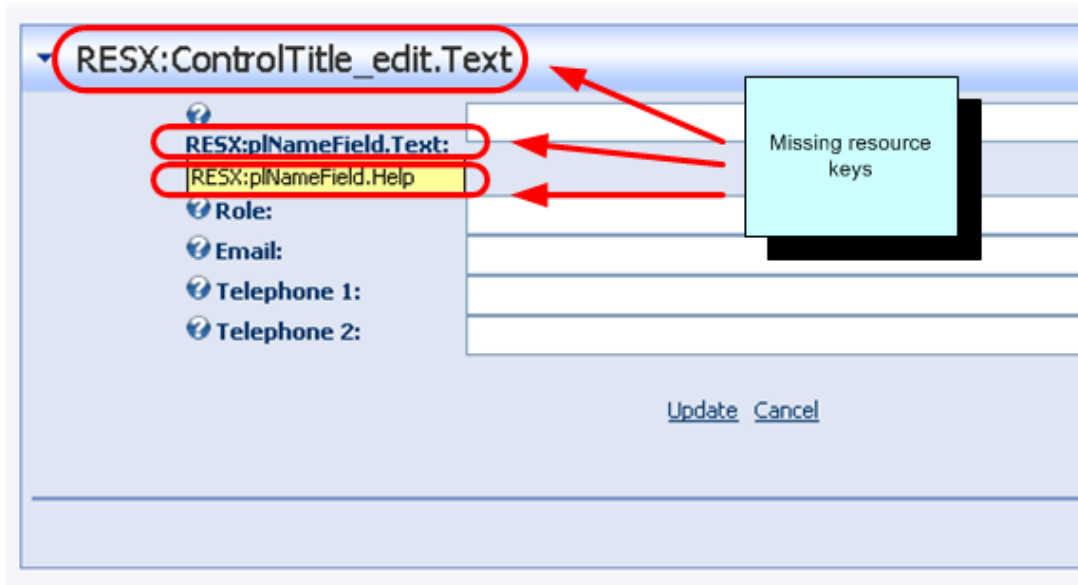 RESX:ControlTitle_edit.Text
RESX:plNameField.Text:
RESX:plNameField.Help
Missing resource
keys
Role:
Email:
Telephone 1:
Telephone 2:
Update Cancel